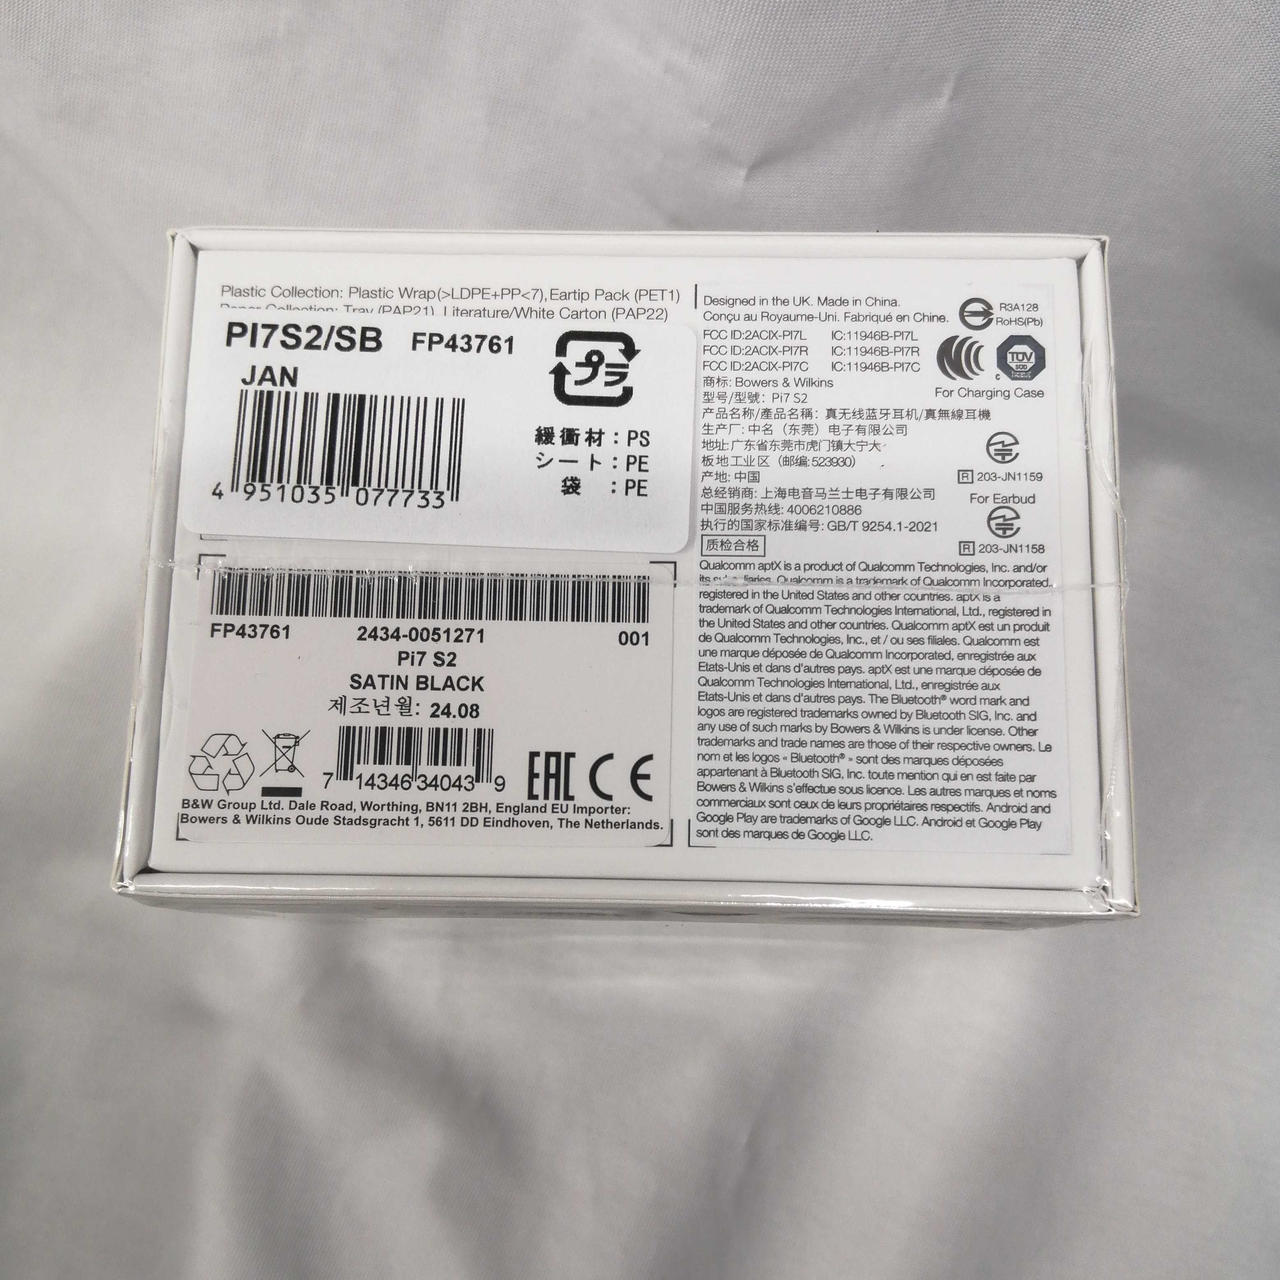 Plastic Collection: Plastic Wrap(>LDPE+PP<7), Eartip Pack (PET1)
Paper Collection: Tray (PAP21), Literature/White Carton (PAP22)
PI7S2/SB FP43761
JAN
4 951035 077733
プラ
緩衝材：PS
シート：PE
袋　：PE
FP43761 2434-0051271 001
Pi7 S2
SATIN BLACK
제조년월: 24.08
7 14346 34043 9
EAC CE
B&W Group Ltd. Dale Road, Worthing, BN11 2BH, England EU Importer:
Bowers & Wilkins Oude Stadsgracht 1, 5611 DD Eindhoven, The Netherlands.
Designed in the UK. Made in China.
Conçu au Royaume-Uni. Fabriqué en Chine.
FCC ID:2ACIX-PI7L IC:11946B-PI7L
FCC ID:2ACIX-PI7R IC:11946B-PI7R
FCC ID:2ACIX-PI7C IC:11946B-PI7C
商标: Bowers & Wilkins
型号/型號: Pi7 S2
产品名称/產品名稱: 真无线蓝牙耳机/真無線耳機
生产厂: 中名（东莞）电子有限公司
地址:广东省东莞市虎门镇大宁大
板地工业区（邮编:523930）
产地: 中国
总经销商: 上海电音马兰士电子有限公司
中国服务热线: 4006210886
执行的国家标准编号: GB/T 9254.1-2021
质检合格
R3A128
RoHS(Pb)
TÜV
SÜD
For Charging Case
R 203-JN1159
For Earbud
R 203-JN1158
Qualcomm aptX is a product of Qualcomm Technologies, Inc. and/or
its subsidiaries. Qualcomm is a trademark of Qualcomm Incorporated,
registered in the United States and other countries. aptX is a
trademark of Qualcomm Technologies International, Ltd., registered in
the United States and other countries. Qualcomm aptX est un produit
de Qualcomm Technologies, Inc., et / ou ses filiales. Qualcomm est
une marque déposée de Qualcomm Incorporated, enregistrée aux
Etats-Unis et dans d'autres pays. aptX est une marque déposée de
Qualcomm Technologies International, Ltd., enregistrée aux
Etats-Unis et dans d'autres pays. The Bluetooth® word mark and
logos are registered trademarks owned by Bluetooth SIG, Inc. and
any use of such marks by Bowers & Wilkins is under license. Other
trademarks and trade names are those of their respective owners. Le
nom et les logos « Bluetooth® » sont des marques déposées
appartenant à Bluetooth SIG, Inc. toute mention qui en est faite par
Bowers & Wilkins s'effectue sous licence. Les autres marques et noms
commerciaux sont ceux de leurs propriétaires respectifs. Android and
Google Play are trademarks of Google LLC. Android et Google Play
sont des marques de Google LLC.